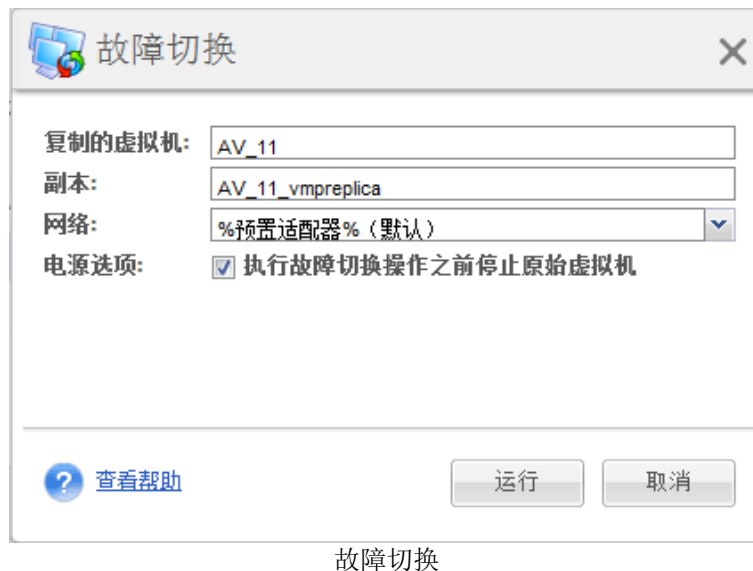 故障切换
复制的虚拟机: AV_11
副本: AV_11_vmpreplica
网络: %预置适配器%（默认）
电源选项: 执行故障切换操作之前停止原始虚拟机
? 查看帮助 运行 取消
故障切换